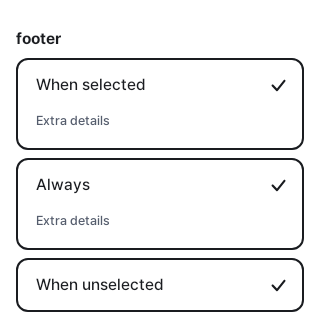 footer
When selected
Extra details
Always
Extra details
When unselected